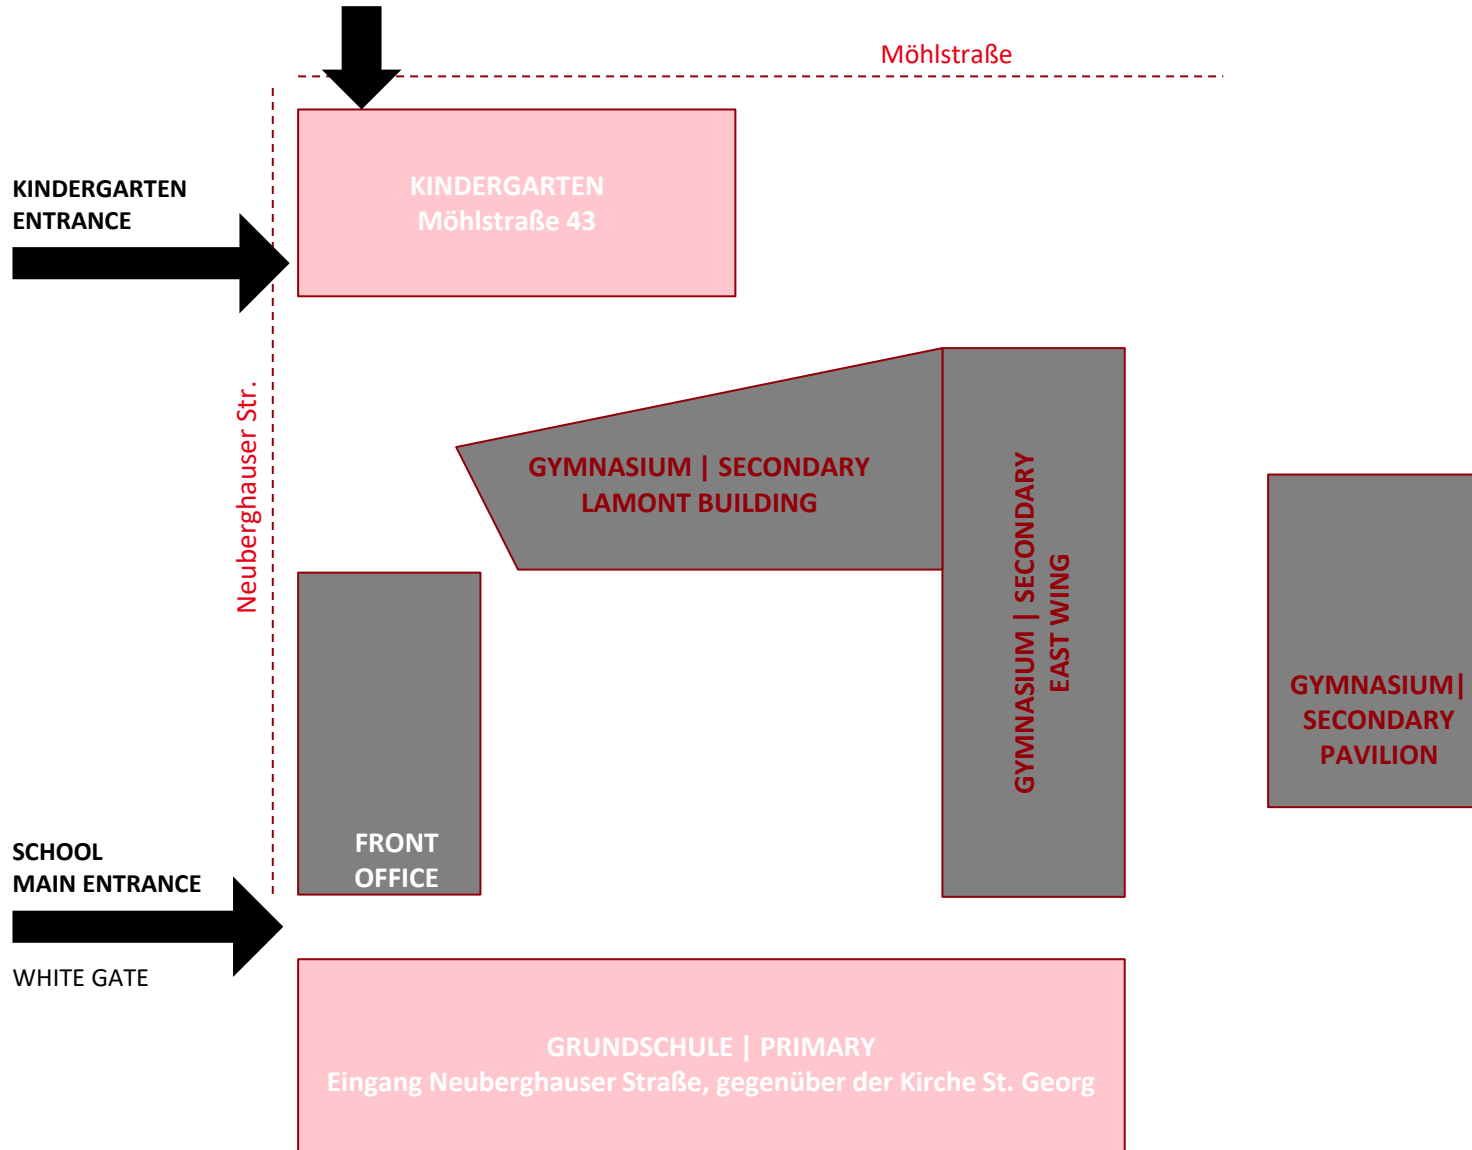 Möhlstraße
KINDERGARTEN
ENTRANCE
KINDERGARTEN
Möhlstraße 43
Neuberghauser Str.
GYMNASIUM | SECONDARY
LAMONT BUILDING
GYMNASIUM | SECONDARY
EAST WING
GYMNASIUM|
SECONDARY
PAVILION
FRONT
OFFICE
SCHOOL
MAIN ENTRANCE
WHITE GATE
GRUNDSCHULE | PRIMARY
Eingang Neuberghauser Straße, gegenüber der Kirche St. Georg